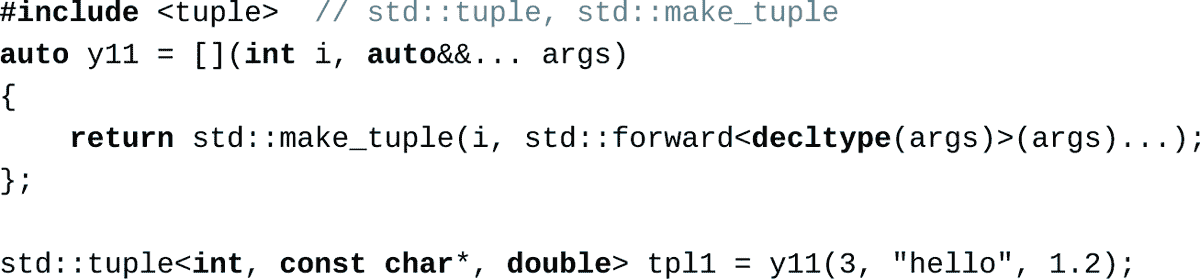 #include <tuple>  // std::tuple, std::make_tuple
auto y11 = [](int i, auto&&... args)
{
    return std::make_tuple(i, std::forward<decltype(args)>(args)...);
};

std::tuple<int, const char*, double> tpl1 = y11(3, "hello", 1.2);